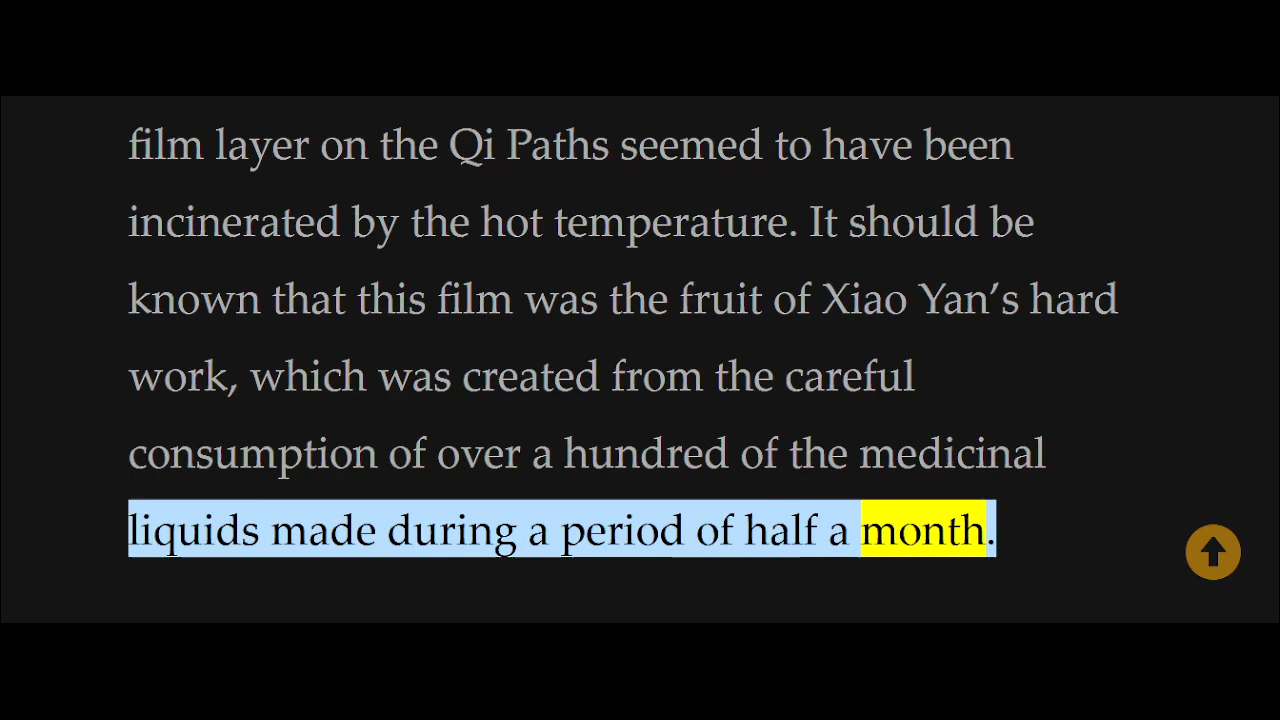 film layer on the Qi Paths seemed to have been
incinerated by the hot temperature. It should be
known that this film was the fruit of Xiao Yan’s hard
work, which was created from the careful
consumption of over a hundred of the medicinal
liquids made during a period of half a month.